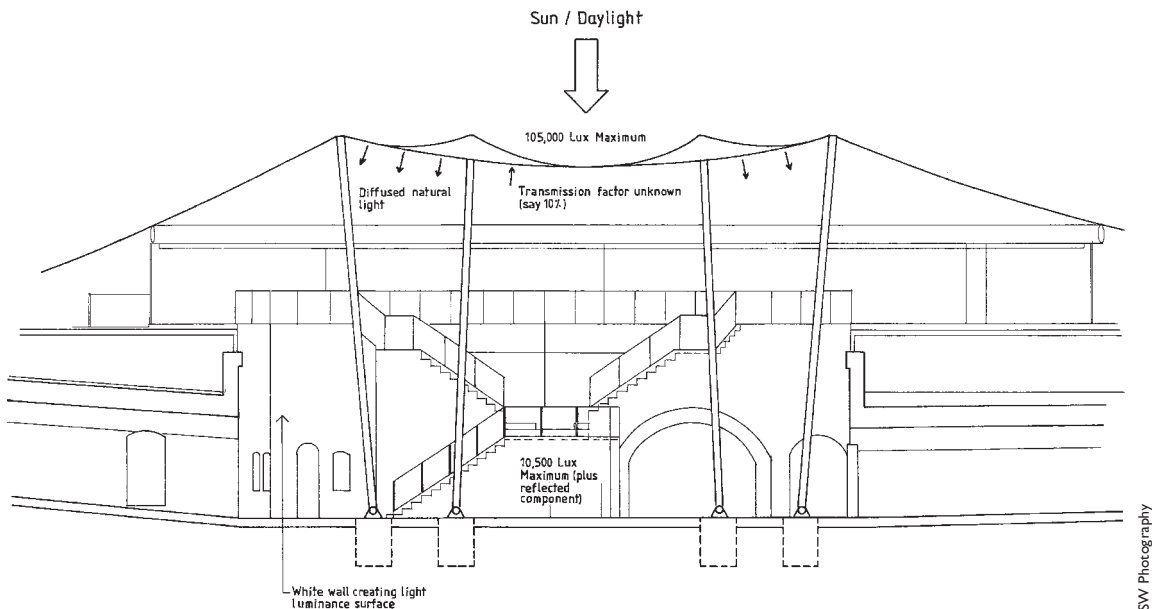 Sun / Daylight
105,000 Lux Maximum
Diffused natural
light
Transmission factor unknown
(say 10%)
10,500 Lux
Maximum (plus
reflected
component)
White wall creating light
luminance surface
SW Photography